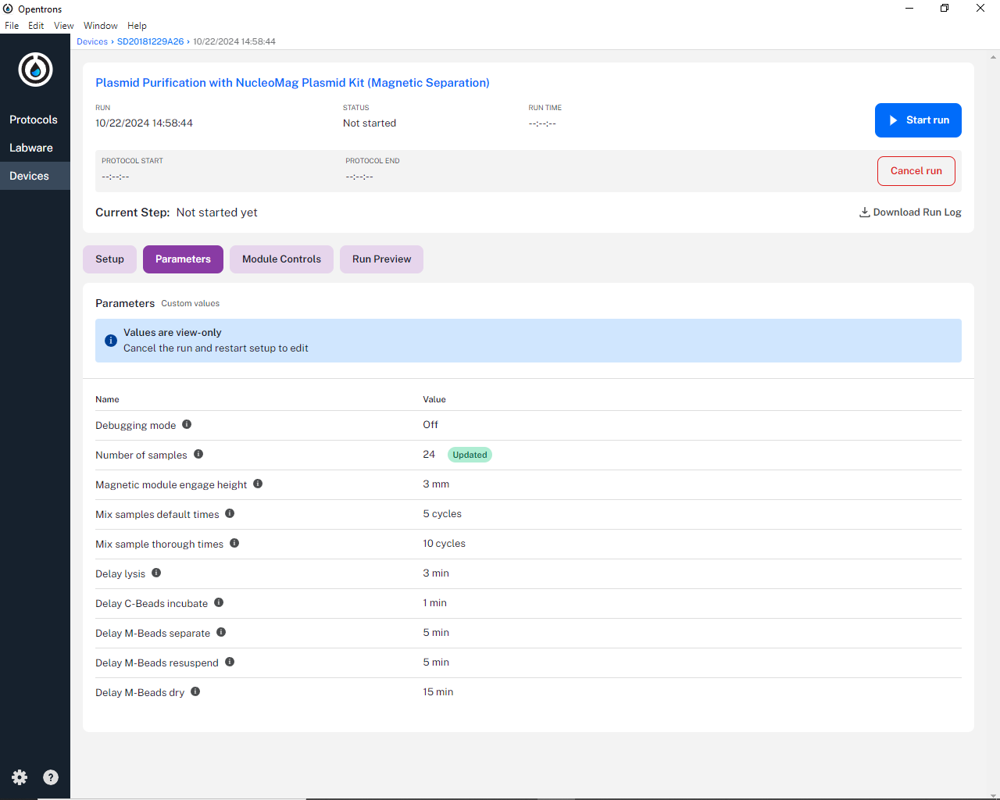 Opentrons
File Edit View Window Help
Devices › SD20181229A26 › 10/22/2024 14:58:44
Plasmid Purification with NucleoMag Plasmid Kit (Magnetic Separation)
RUN STATUS RUN TIME
10/22/2024 14:58:44 Not started --:--:--
Start run
PROTOCOL START PROTOCOL END
--:--:-- --:--:--
Cancel run
Current Step: Not started yet
Download Run Log
Protocols
Labware
Devices
Setup Parameters Module Controls Run Preview
Parameters Custom values
Values are view-only
Cancel the run and restart setup to edit
Name Value
Debugging mode Off
Number of samples 24 Updated
Magnetic module engage height 3 mm
Mix samples default times 5 cycles
Mix sample thorough times 10 cycles
Delay lysis 3 min
Delay C-Beads incubate 1 min
Delay M-Beads separate 5 min
Delay M-Beads resuspend 5 min
Delay M-Beads dry 15 min